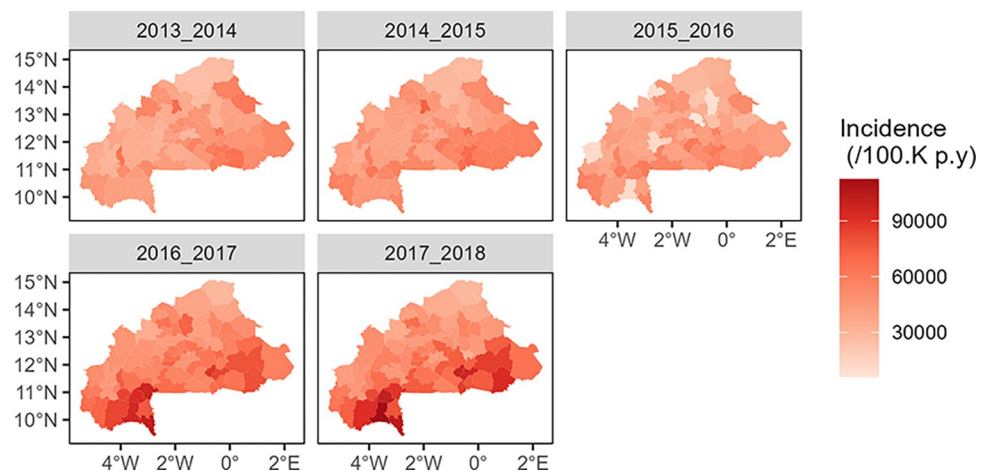 2013_2014 2014_2015 2015_2016
15°N
14°N
13°N
12°N
11°N
10°N
4°W 2°W 0° 2°E
Incidence
(/100.K p.y)
90000
60000
30000
2016_2017 2017_2018
15°N
14°N
13°N
12°N
11°N
10°N
4°W 2°W 0° 2°E 4°W 2°W 0° 2°E